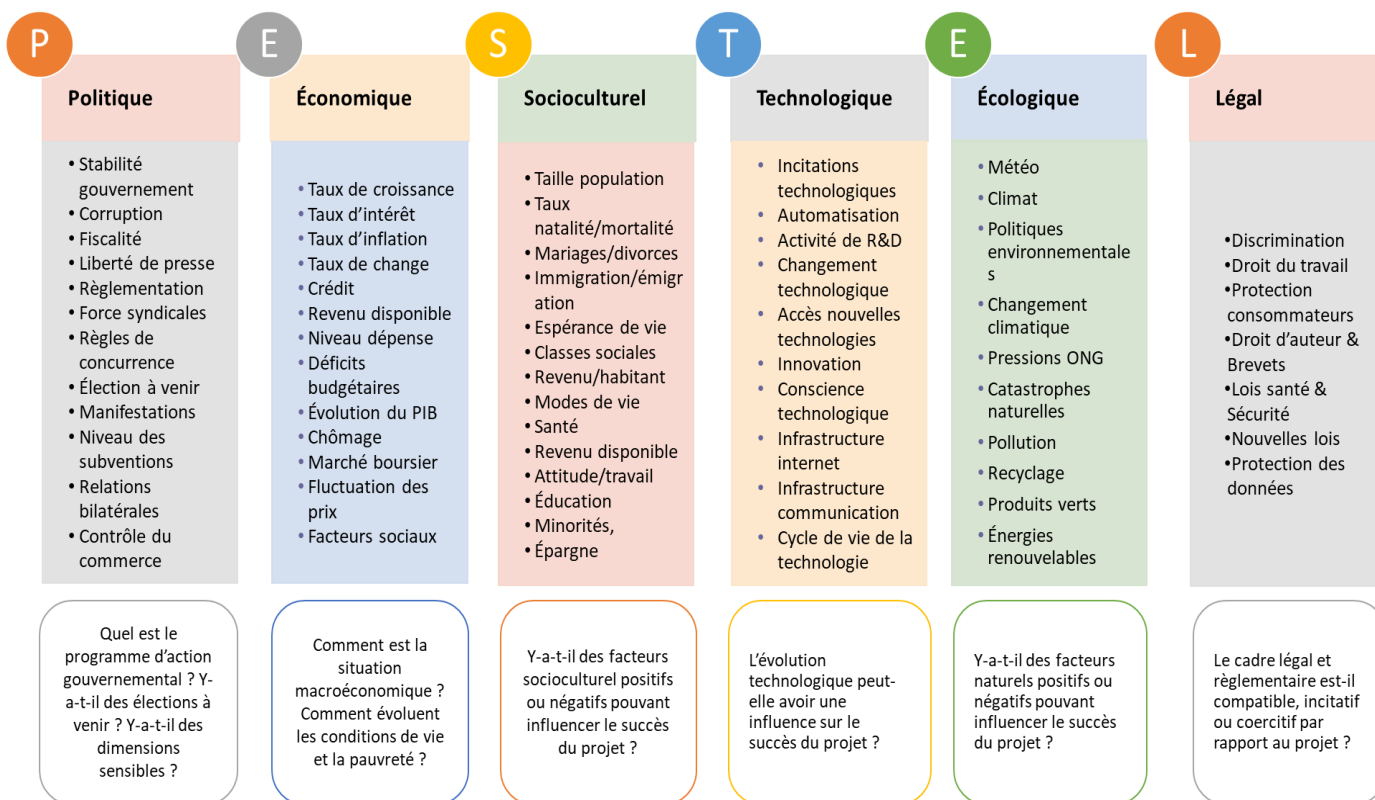 P
Politique
• Stabilité
gouvernement
• Corruption
• Fiscalité
• Liberté de presse
• Règlementation
• Force syndicales
• Règles de
concurrence
• Élection à venir
• Manifestations
• Niveau des
subventions
• Relations
bilatérales
• Contrôle du
commerce
Quel est le
programme d’action
gouvernemental ? Y-
a-t-il des élections à
venir ? Y-a-t-il des
dimensions
sensibles ?
E
Économique
• Taux de croissance
• Taux d’intérêt
• Taux d’inflation
• Taux de change
• Crédit
• Revenu disponible
• Niveau dépense
• Déficits
budgétaires
• Évolution du PIB
• Chômage
• Marché boursier
• Fluctuation des
prix
• Facteurs sociaux
Comment est la
situation
macroéconomique ?
Comment évoluent
les conditions de vie
et la pauvreté ?
S
Socioculturel
• Taille population
• Taux
natalité/mortalité
• Mariages/divorces
• Immigration/émigr
ation
• Espérance de vie
• Classes sociales
• Revenu/habitant
• Modes de vie
• Santé
• Revenu disponible
• Attitude/travail
• Éducation
• Minorités,
• Épargne
Y-a-t-il des facteurs
socioculturel positifs
ou négatifs pouvant
influencer le succès
du projet ?
T
Technologique
• Incitations
technologiques
• Automatisation
• Activité de R&D
• Changement
technologique
• Accès nouvelles
technologies
• Innovation
• Conscience
technologique
• Infrastructure
internet
• Infrastructure
communication
• Cycle de vie de la
technologie
L’évolution
technologique peut-
elle avoir une
influence sur le
succès du projet ?
E
Écologique
• Météo
• Climat
• Politiques
environnementale
s
• Changement
climatique
• Pressions ONG
• Catastrophes
naturelles
• Pollution
• Recyclage
• Produits verts
• Énergies
renouvelables
Y-a-t-il des facteurs
naturels positifs ou
négatifs pouvant
influencer le succès
du projet ?
L
Légal
•Discrimination
•Droit du travail
•Protection
consommateurs
•Droit d’auteur &
Brevets
•Lois santé &
Sécurité
•Nouvelles lois
•Protection des
données
Le cadre légal et
règlementaire est-il
compatible, incitatif
ou coercitif par
rapport au projet ?